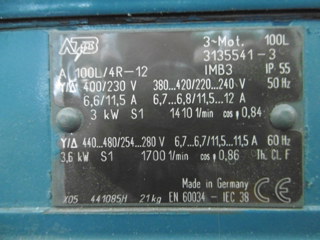 3~Mot. 100L
3135541-3
100L/4R-12 IMB3 IP 55
Y/Δ 400/230 V 380...420/220...240 V 50 Hz
6,6/11,5 A 6,7...6,8/11,5...12 A
3 kW S1 1410 1/min cos φ 0,84
Y/Δ 440...480/254...280 V 6,7...6,7/11,5...11,5 A 60 Hz
3,6 kW S1 1700 1/min cos φ 0,86 Th. Cl. F
Made in Germany CE
X05 441085H 21 kg EN 60034 - IEC 38